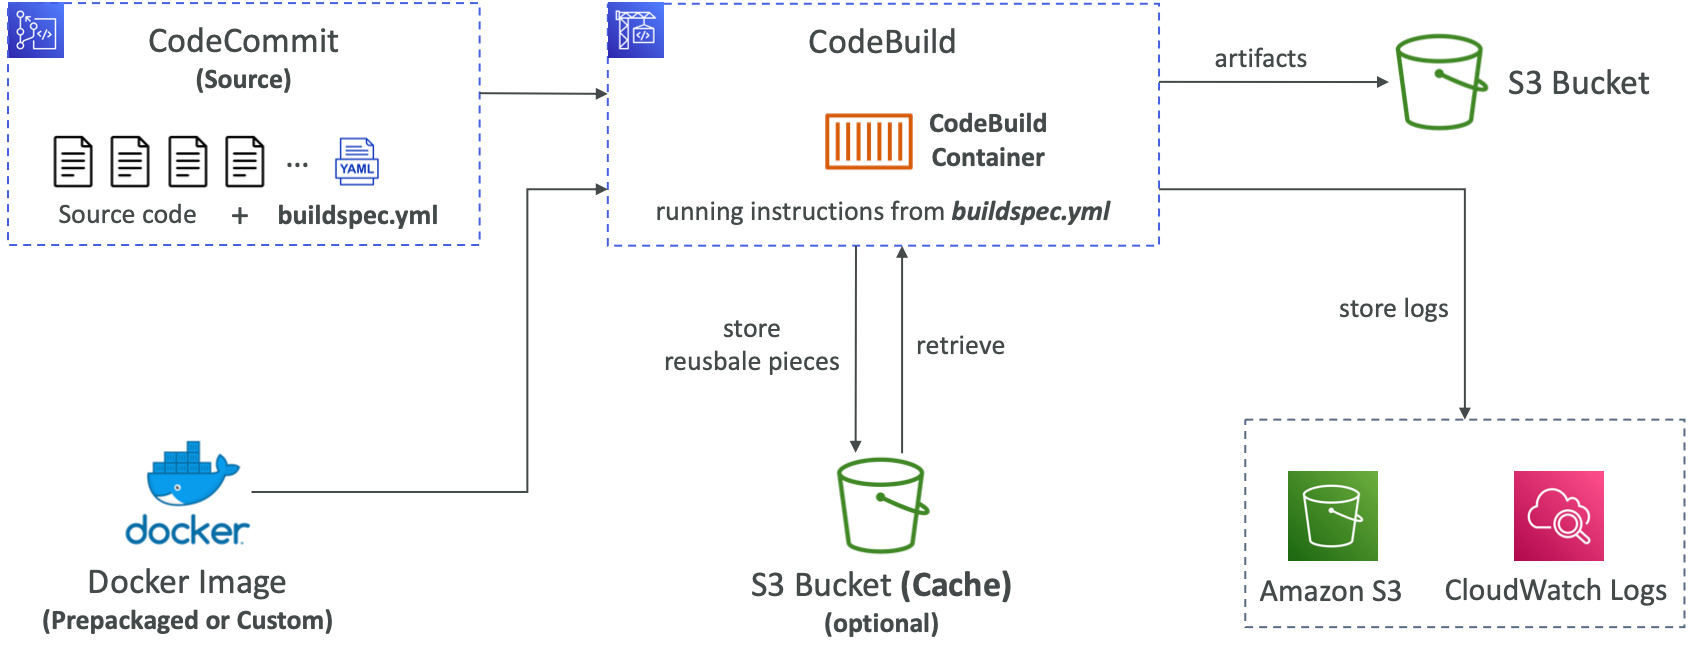 CodeCommit
(Source)
...
YAML
Source code + buildspec.yml
CodeBuild
CodeBuild
Container
running instructions from buildspec.yml
artifacts
S3 Bucket
store
reusbale pieces
retrieve
store logs
docker
Docker Image
(Prepackaged or Custom)
S3 Bucket (Cache)
(optional)
Amazon S3
CloudWatch Logs